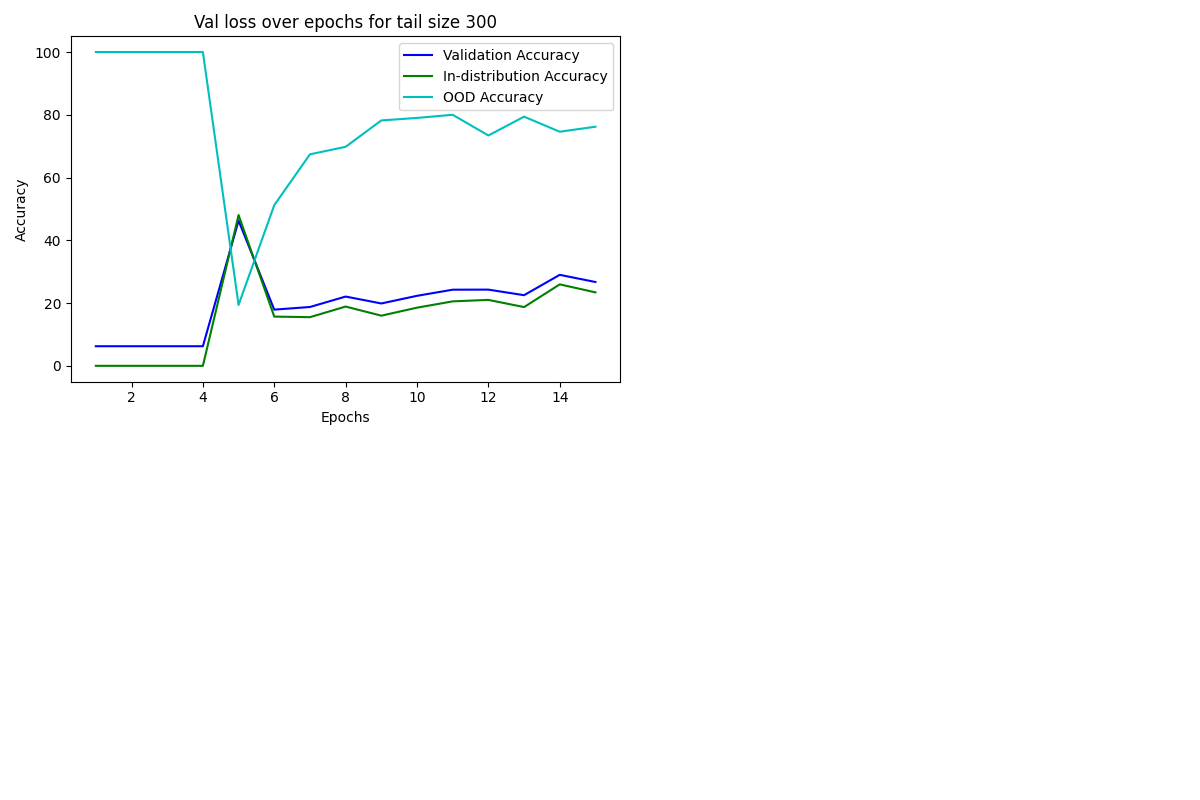 Val loss over epochs for tail size 300
Validation Accuracy
In-distribution Accuracy
OOD Accuracy
Accuracy
100
80
60
40
20
0
2 4 6 8 10 12 14
Epochs